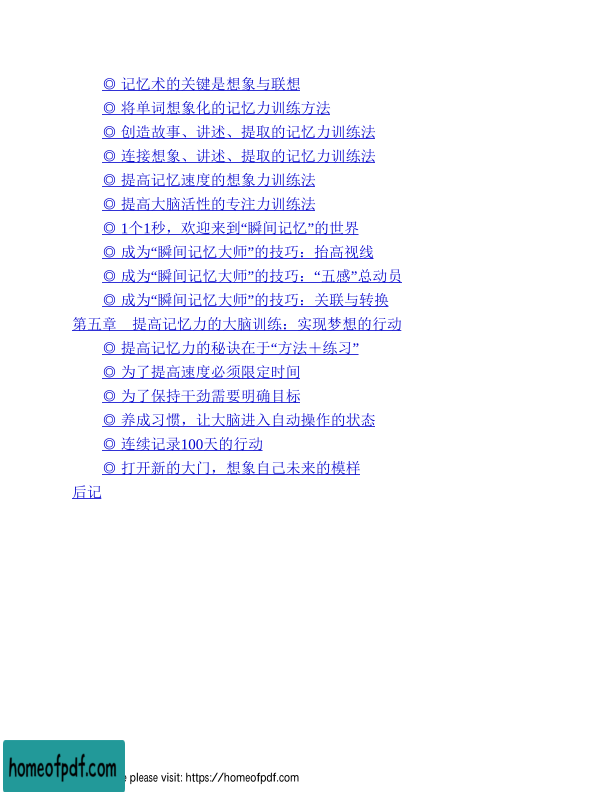 ◎ 记忆术的关键是想象与联想
◎ 将单词想象化的记忆力训练方法
◎ 创造故事、讲述、提取的记忆力训练法
◎ 连接想象、讲述、提取的记忆力训练法
◎ 提高记忆速度的想象力训练法
◎ 提高大脑活性的专注力训练法
◎ 1个1秒，欢迎来到“瞬间记忆”的世界
◎ 成为“瞬间记忆大师”的技巧：抬高视线
◎ 成为“瞬间记忆大师”的技巧：“五感”总动员
◎ 成为“瞬间记忆大师”的技巧：关联与转换
第五章　提高记忆力的大脑训练：实现梦想的行动
◎ 提高记忆力的秘诀在于“方法＋练习”
◎ 为了提高速度必须限定时间
◎ 为了保持干劲需要明确目标
◎ 养成习惯，让大脑进入自动操作的状态
◎ 连续记录100天的行动
◎ 打开新的大门，想象自己未来的模样
后记
homeofpdf.com
please visit: https://homeofpdf.com